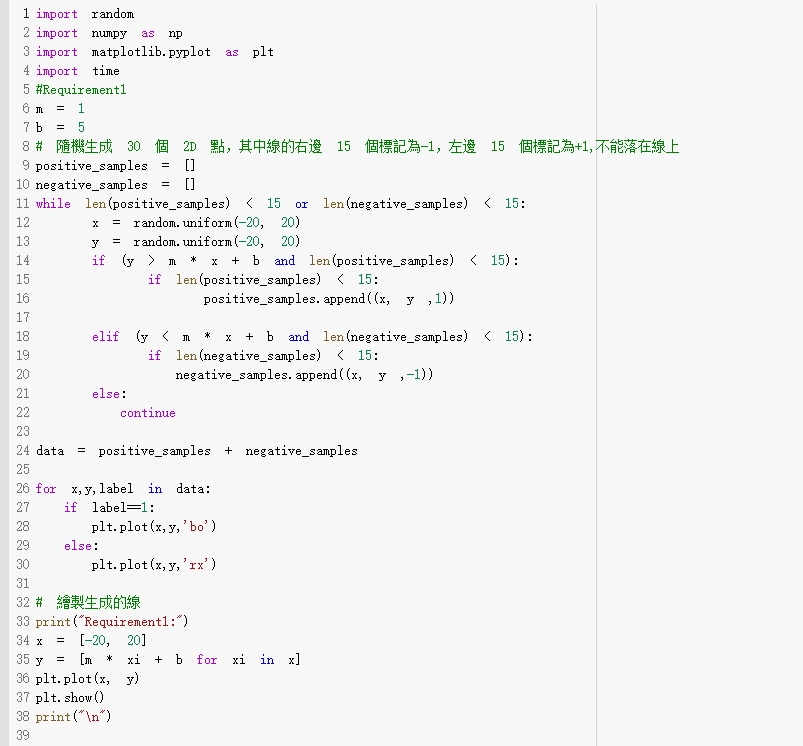 1 import random
2 import numpy as np
3 import matplotlib.pyplot as plt
4 import time
5 #Requirement1
6 m = 1
7 b = 5
8 # 隨機生成 30 個 2D 點，其中線的右邊 15 個標記為-1，左邊 15 個標記為+1,不能落在線上
9 positive_samples = []
10 negative_samples = []
11 while len(positive_samples) < 15 or len(negative_samples) < 15:
12         x = random.uniform(-20, 20)
13         y = random.uniform(-20, 20)
14         if (y > m * x + b and len(positive_samples) < 15):
15                 if len(positive_samples) < 15:
16                         positive_samples.append((x, y ,1))
17
18         elif (y < m * x + b and len(negative_samples) < 15):
19                 if len(negative_samples) < 15:
20                     negative_samples.append((x, y ,-1))
21         else:
22             continue
23
24 data = positive_samples + negative_samples
25
26 for x,y,label in data:
27     if label==1:
28         plt.plot(x,y,'bo')
29     else:
30         plt.plot(x,y,'rx')
31
32 # 繪製生成的線
33 print("Requirement1:")
34 x = [-20, 20]
35 y = [m * xi + b for xi in x]
36 plt.plot(x, y)
37 plt.show()
38 print("\n")
39